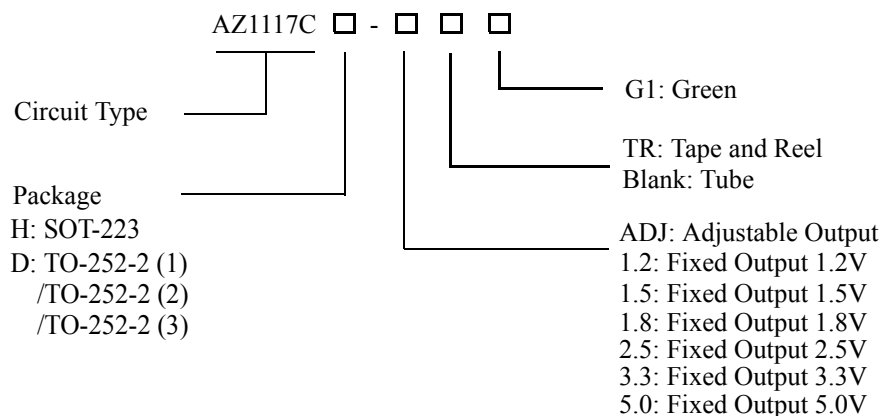 AZ1117C □ - □ □ □
Circuit Type
Package
H: SOT-223
D: TO-252-2 (1)
/TO-252-2 (2)
/TO-252-2 (3)
G1: Green
TR: Tape and Reel
Blank: Tube
ADJ: Adjustable Output
1.2: Fixed Output 1.2V
1.5: Fixed Output 1.5V
1.8: Fixed Output 1.8V
2.5: Fixed Output 2.5V
3.3: Fixed Output 3.3V
5.0: Fixed Output 5.0V